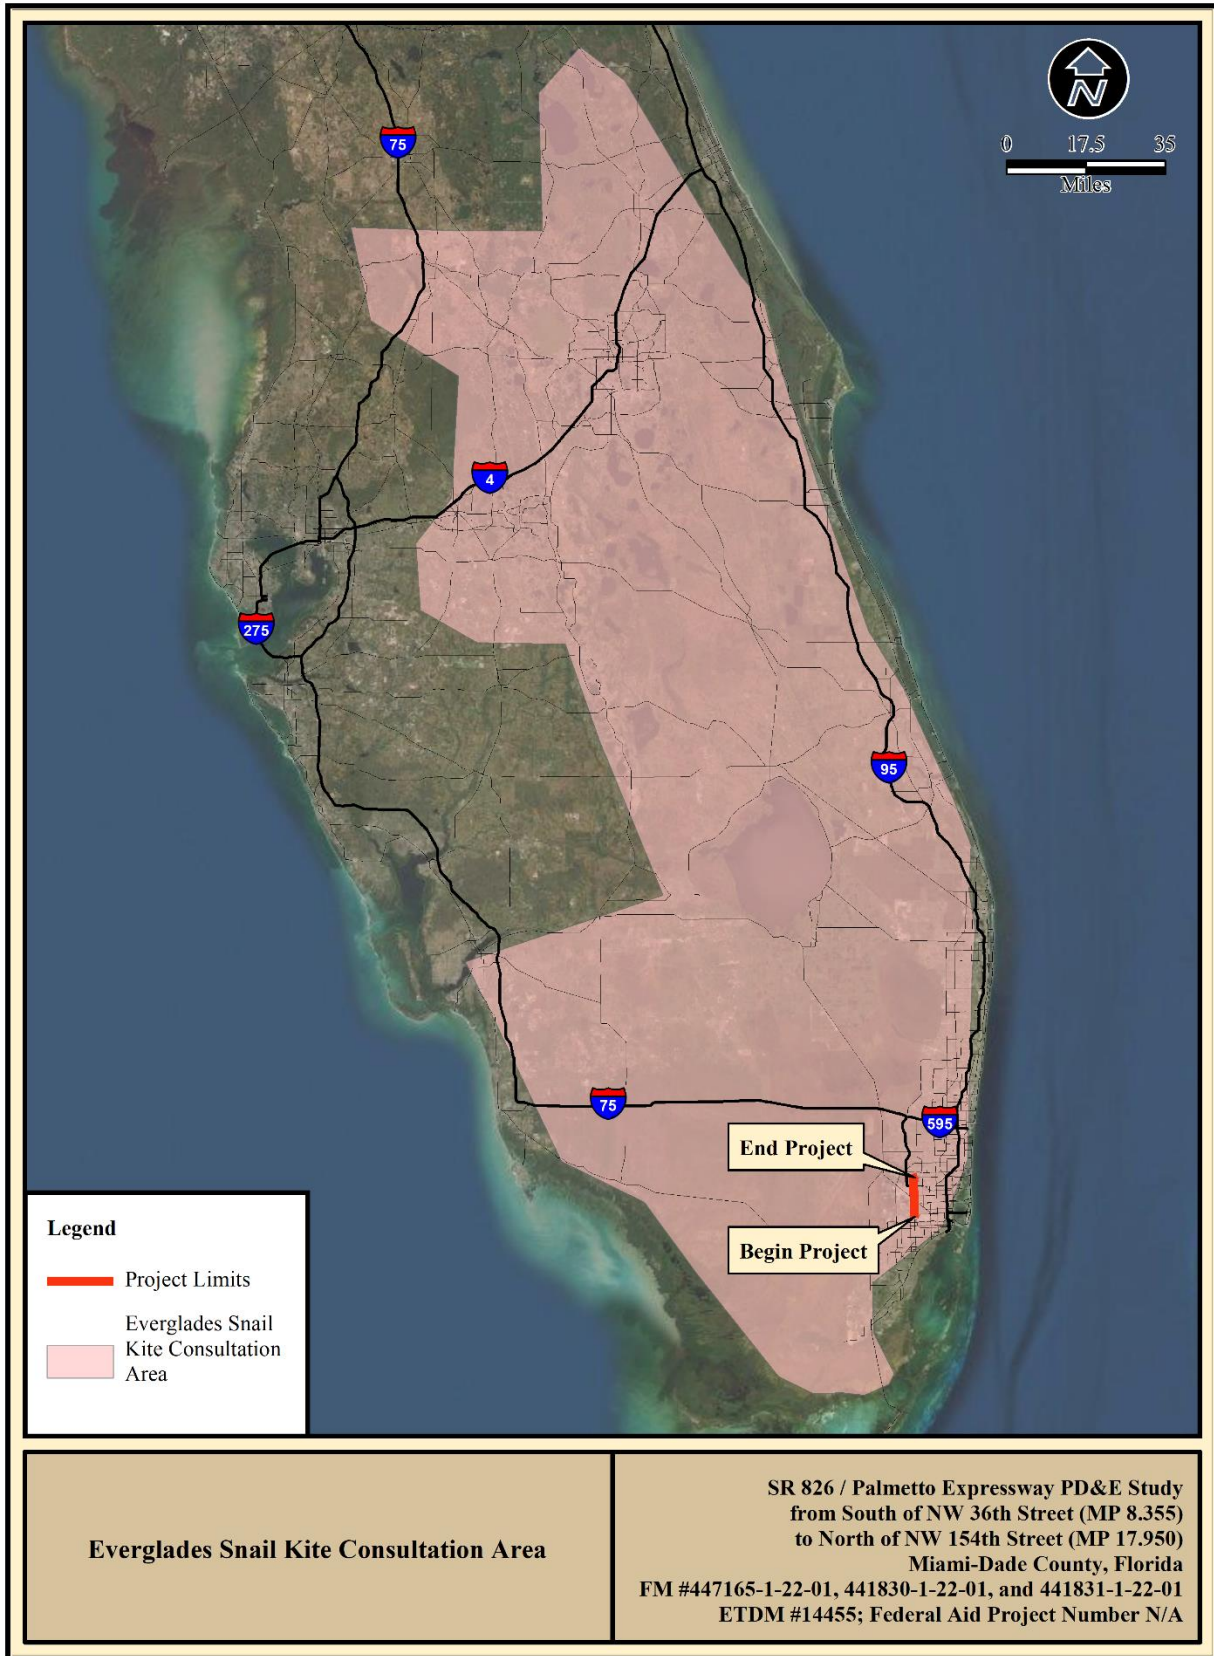 N
0 17.5 35
Miles
75
4
275
95
75
595
End Project
Begin Project
Legend
Project Limits
Everglades Snail
Kite Consultation
Area
Everglades Snail Kite Consultation Area
SR 826 / Palmetto Expressway PD&E Study
from South of NW 36th Street (MP 8.355)
to North of NW 154th Street (MP 17.950)
Miami-Dade County, Florida
FM #447165-1-22-01, 441830-1-22-01, and 441831-1-22-01
ETDM #14455; Federal Aid Project Number N/A